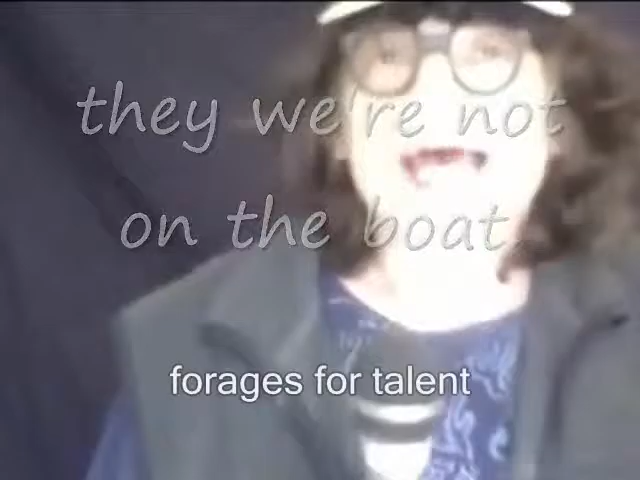 they we're not
on the boat
forages for talent